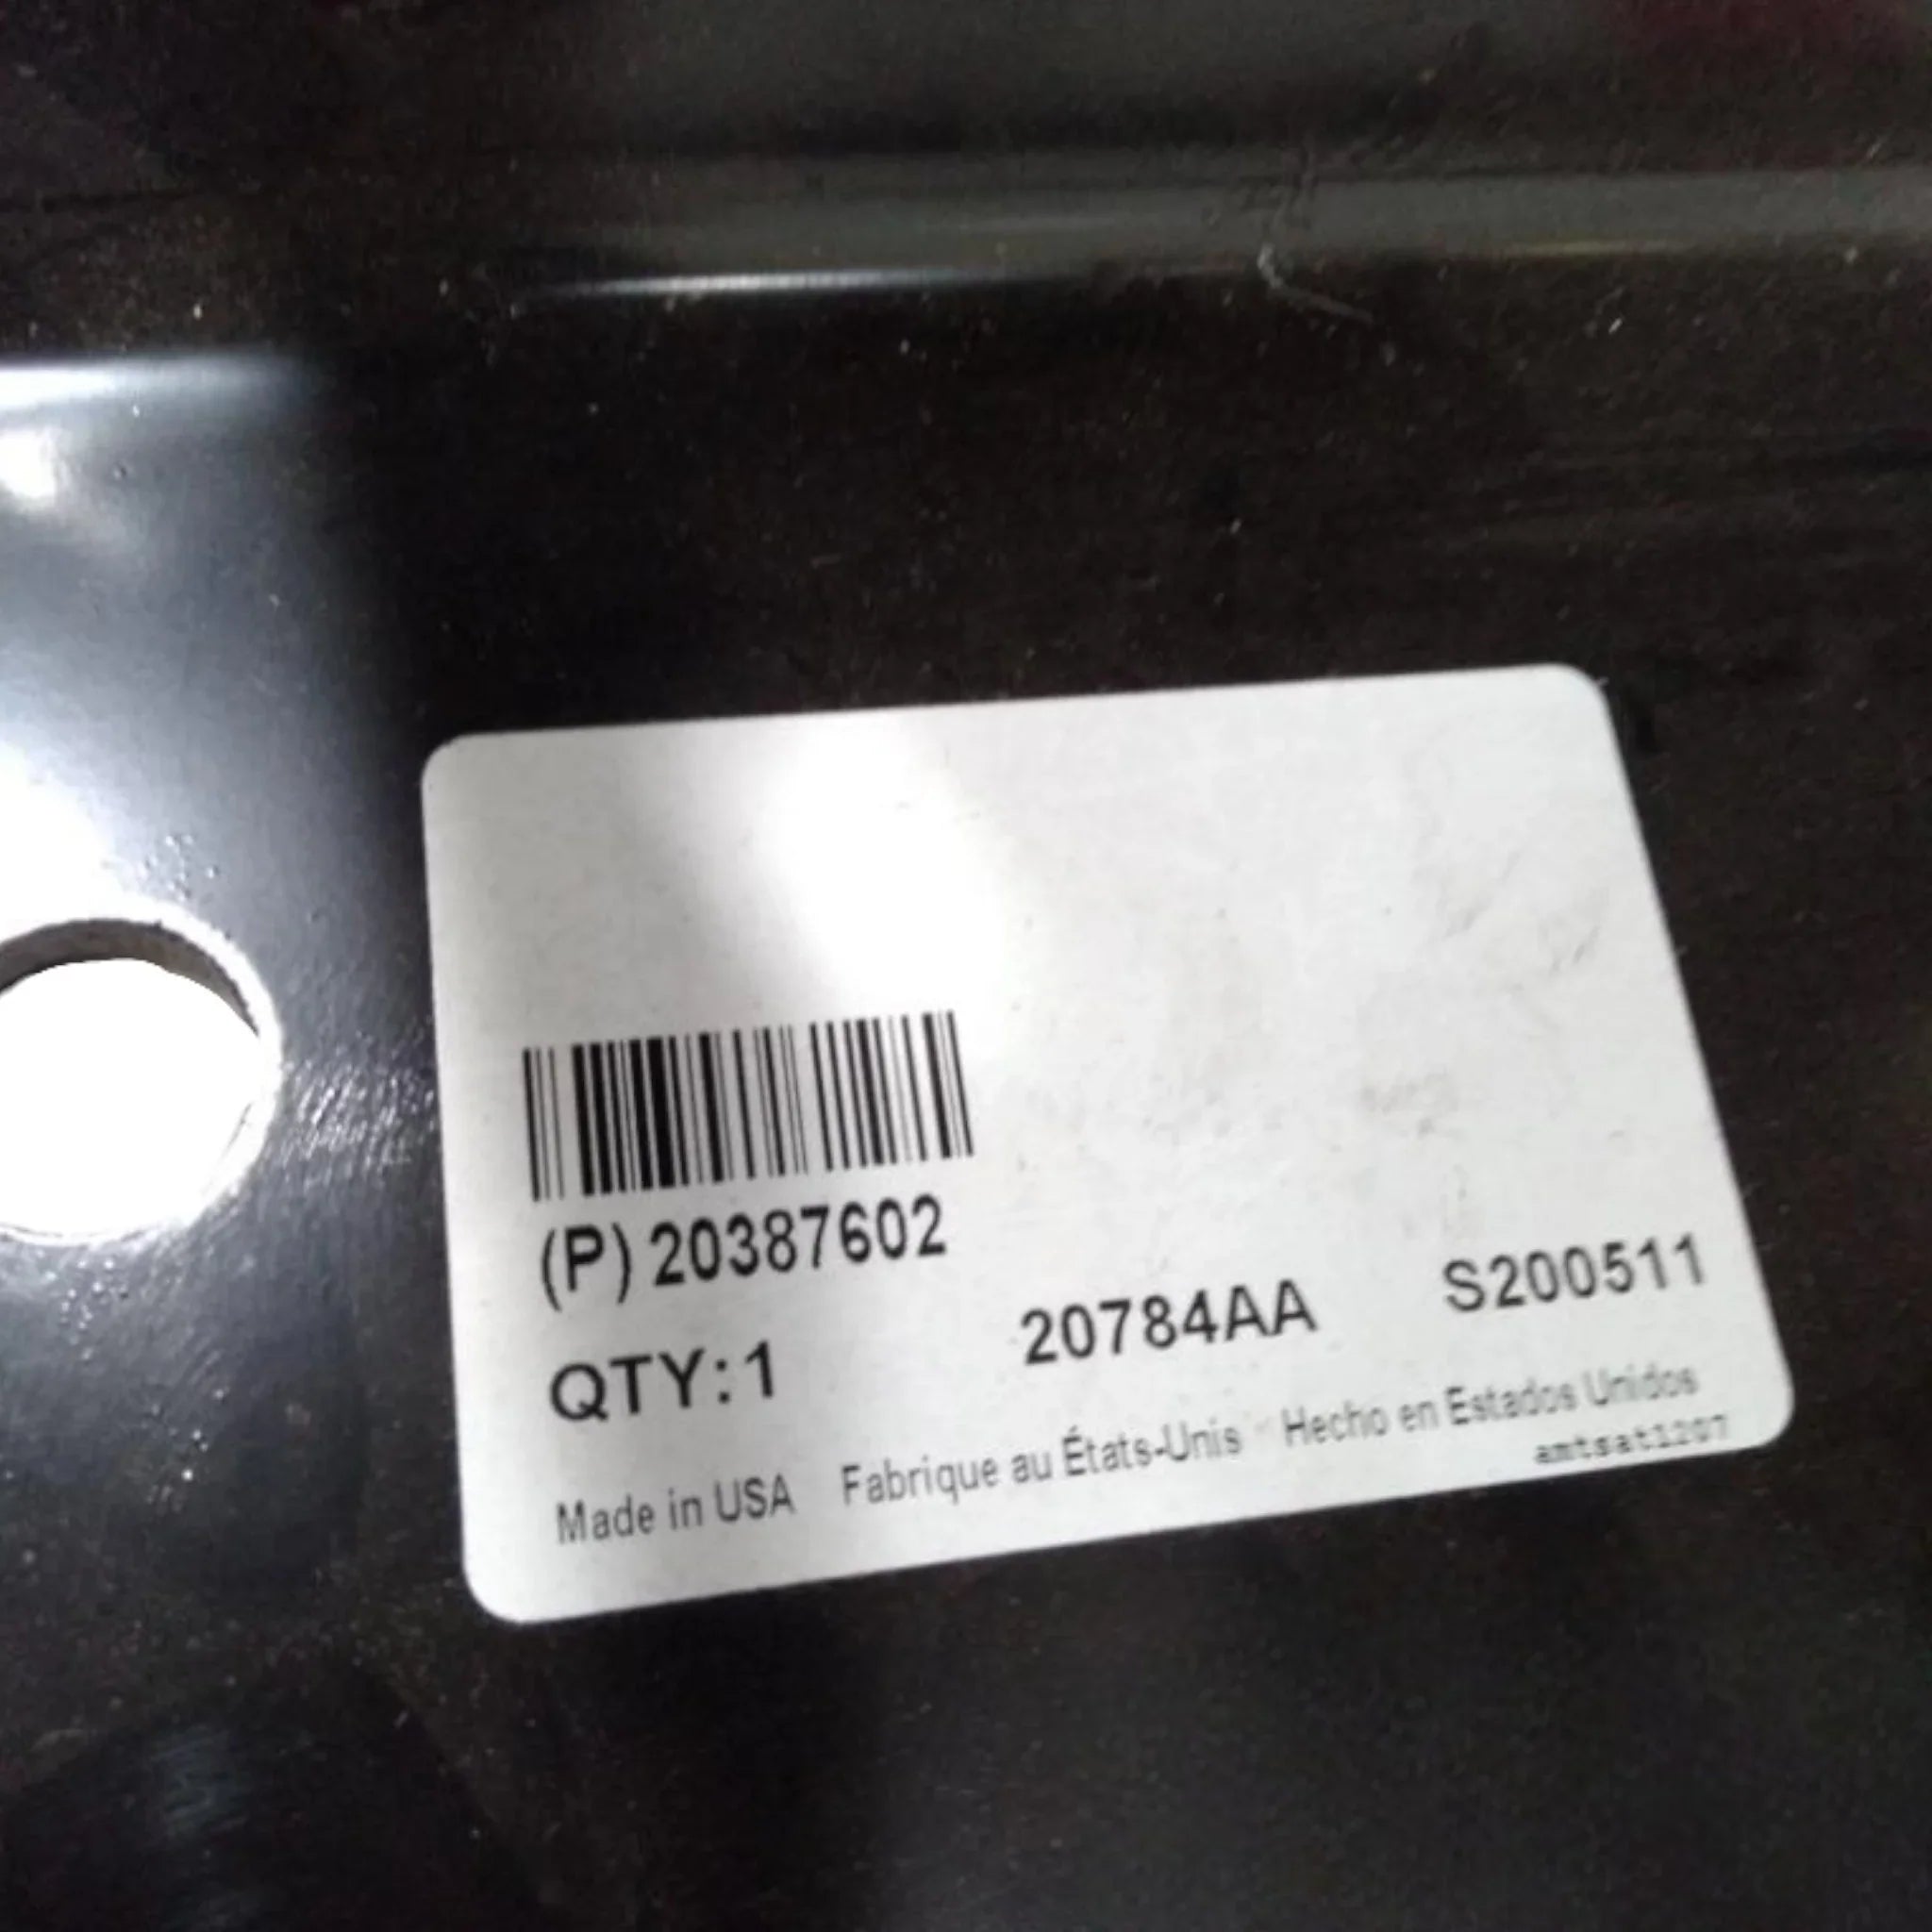 (P) 20387602
QTY: 1 20784AA S200511
Made in USA Fabrique au États-Unis Hecho en Estados Unidos
amtsat1207